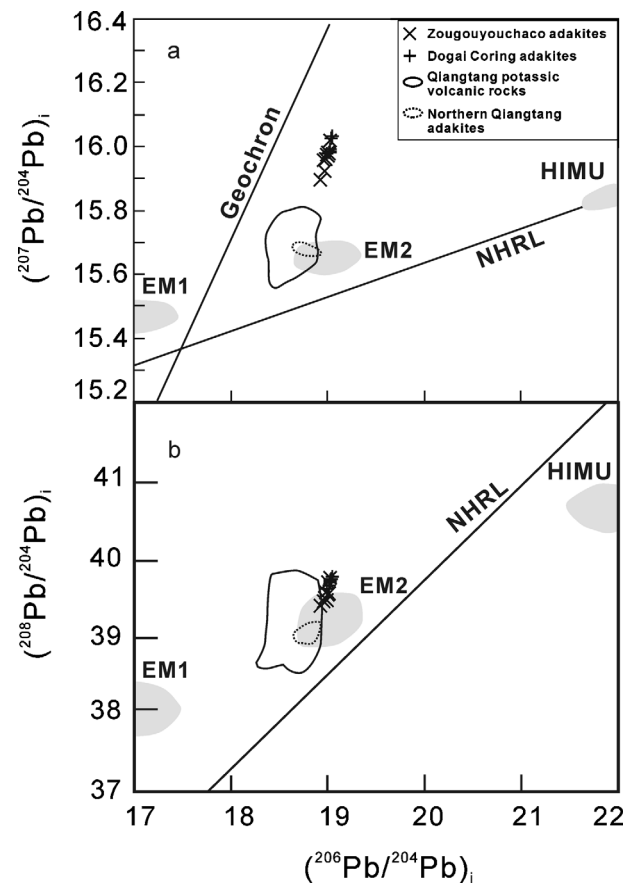 16.4
16.2
16.0
15.8
15.6
15.4
15.2
(²⁰⁷Pb/²⁰⁴Pb)ᵢ
a
Geochron
× Zougouyouchaco adakites
+ Dogai Coring adakites
Qiangtang potassic
volcanic rocks
Northern Qiangtang
adakites
HIMU
EM2
NHRL
EM1
b
41
40
39
38
37
(²⁰⁸Pb/²⁰⁴Pb)ᵢ
HIMU
NHRL
EM2
EM1
17 18 19 20 21 22
(²⁰⁶Pb/²⁰⁴Pb)ᵢ